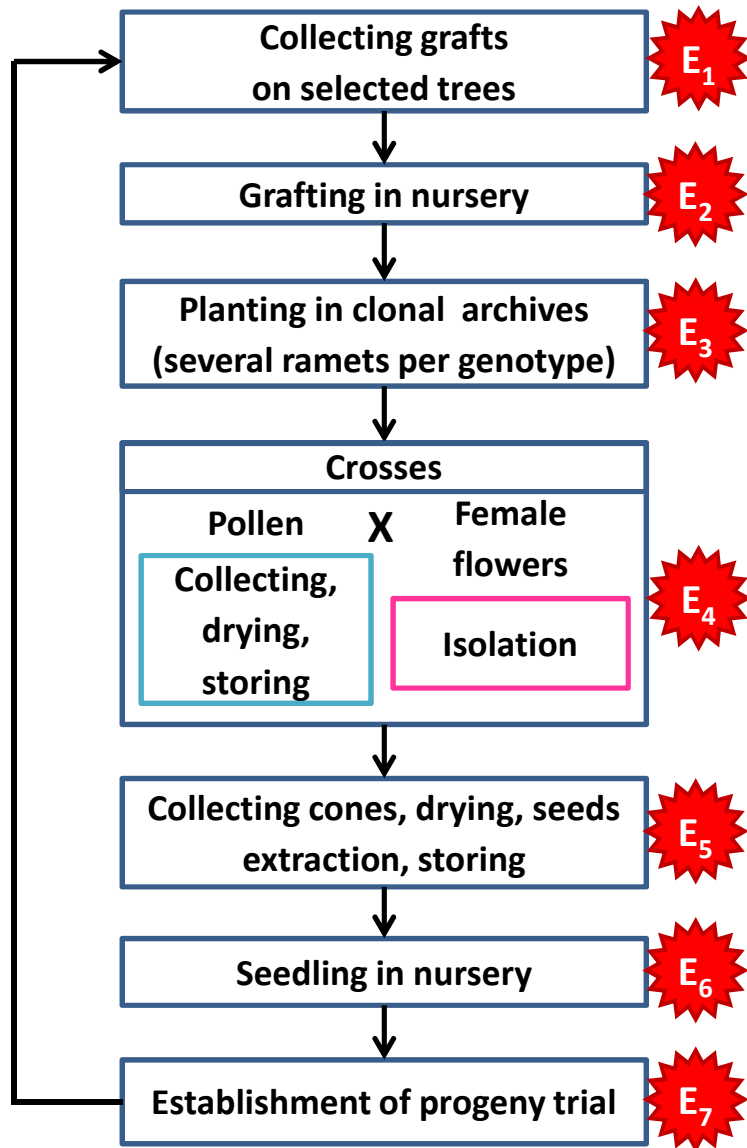 Collecting grafts
on selected trees
E₁
Grafting in nursery
E₂
Planting in clonal archives
(several ramets per genotype)
E₃
Crosses
Pollen
X
Female
flowers
Collecting,
drying,
storing
Isolation
E₄
Collecting cones, drying, seeds
extraction, storing
E₅
Seedling in nursery
E₆
Establishment of progeny trial
E₇